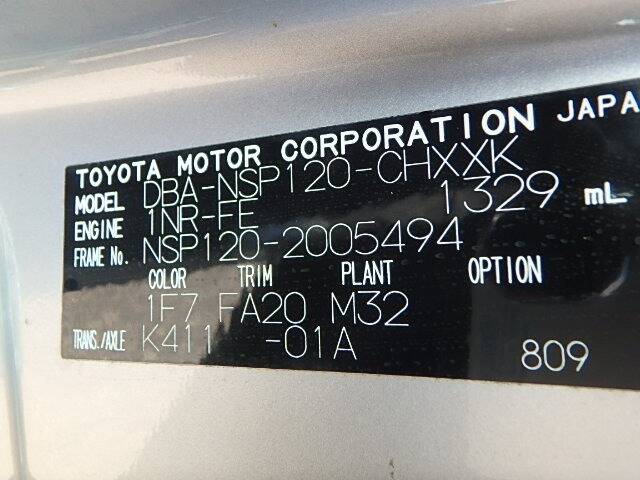 TOYOTA MOTOR CORPORATION JAPA
MODEL DBA-NSP120-CHXXK
ENGINE 1NR-FE 1329 mL
FRAME No. NSP120-2005494
COLOR TRIM PLANT OPTION
1F7 FA20 M32
TRANS./AXLE K411 -01A
809